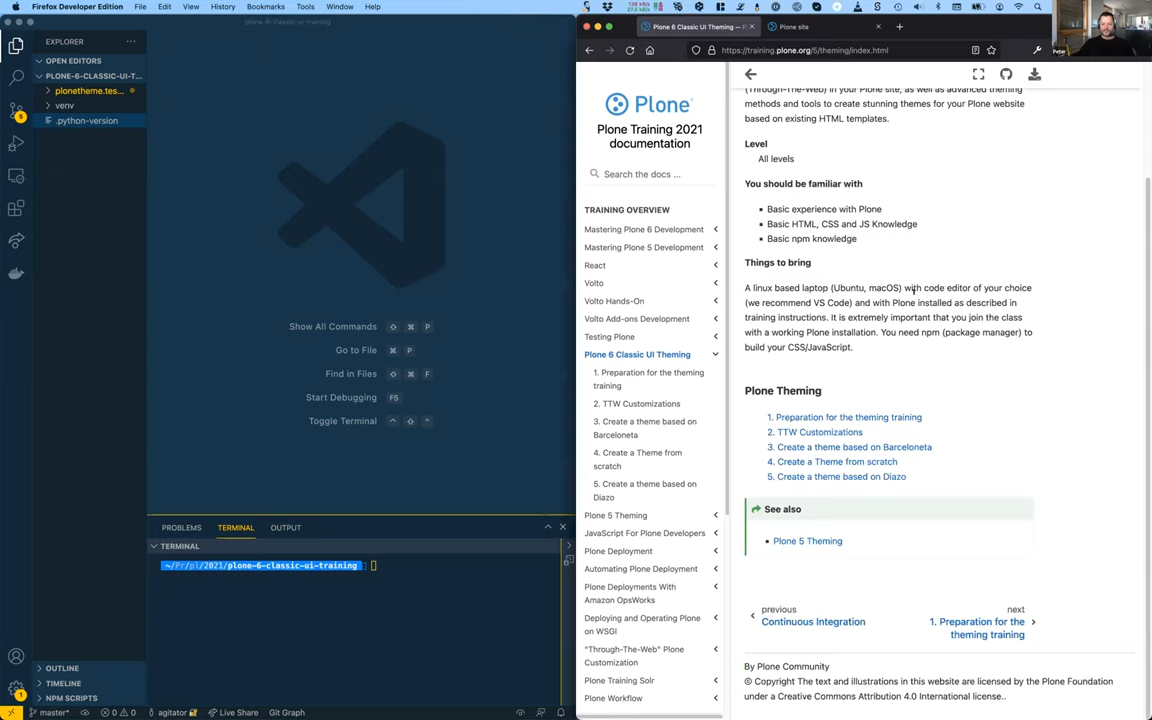 Firefox Developer Edition File Edit View History Bookmarks Tools Window Help
plone-6-classic-ui-training
EXPLORER
OPEN EDITORS
PLONE-6-CLASSIC-UI-T...
plonetheme.tes...
venv
.python-version
Show All Commands ⇧ ⌘ P
Go to File ⌘ P
Find in Files ⇧ ⌘ F
Start Debugging F5
Toggle Terminal ^ ⇧ ^
PROBLEMS TERMINAL OUTPUT
TERMINAL
~/Pr/pl/2021/plone-6-classic-ui-training
OUTLINE
TIMELINE
NPM SCRIPTS
master* 0 0 agitator Live Share Git Graph
Plone 6 Classic UI Theming —
Plone site
https://training.plone.org/5/theming/index.html
Peter
Plone
Plone Training 2021
documentation
Search the docs ...
TRAINING OVERVIEW
Mastering Plone 6 Development
Mastering Plone 5 Development
React
Volto
Volto Hands-On
Volto Add-ons Development
Testing Plone
Plone 6 Classic UI Theming
1. Preparation for the theming
training
2. TTW Customizations
3. Create a theme based on
Barceloneta
4. Create a Theme from
scratch
5. Create a theme based on
Diazo
Plone 5 Theming
JavaScript For Plone Developers
Plone Deployment
Automating Plone Deployment
Plone Deployments With
Amazon OpsWorks
Deploying and Operating Plone
on WSGI
"Through-The-Web" Plone
Customization
Plone Training Solr
Plone Workflow
(Through-The-Web) in your Plone site, as well as advanced theming
methods and tools to create stunning themes for your Plone website
based on existing HTML templates.
Level
All levels
You should be familiar with
Basic experience with Plone
Basic HTML, CSS and JS Knowledge
Basic npm knowledge
Things to bring
A linux based laptop (Ubuntu, macOS) with code editor of your choice
(we recommend VS Code) and with Plone installed as described in
training instructions. It is extremely important that you join the class
with a working Plone installation. You need npm (package manager) to
build your CSS/JavaScript.
Plone Theming
1. Preparation for the theming training
2. TTW Customizations
3. Create a theme based on Barceloneta
4. Create a Theme from scratch
5. Create a theme based on Diazo
See also
Plone 5 Theming
previous
Continuous Integration
next
1. Preparation for the
theming training
By Plone Community
© Copyright The text and illustrations in this website are licensed by the Plone Foundation
under a Creative Commons Attribution 4.0 International license..